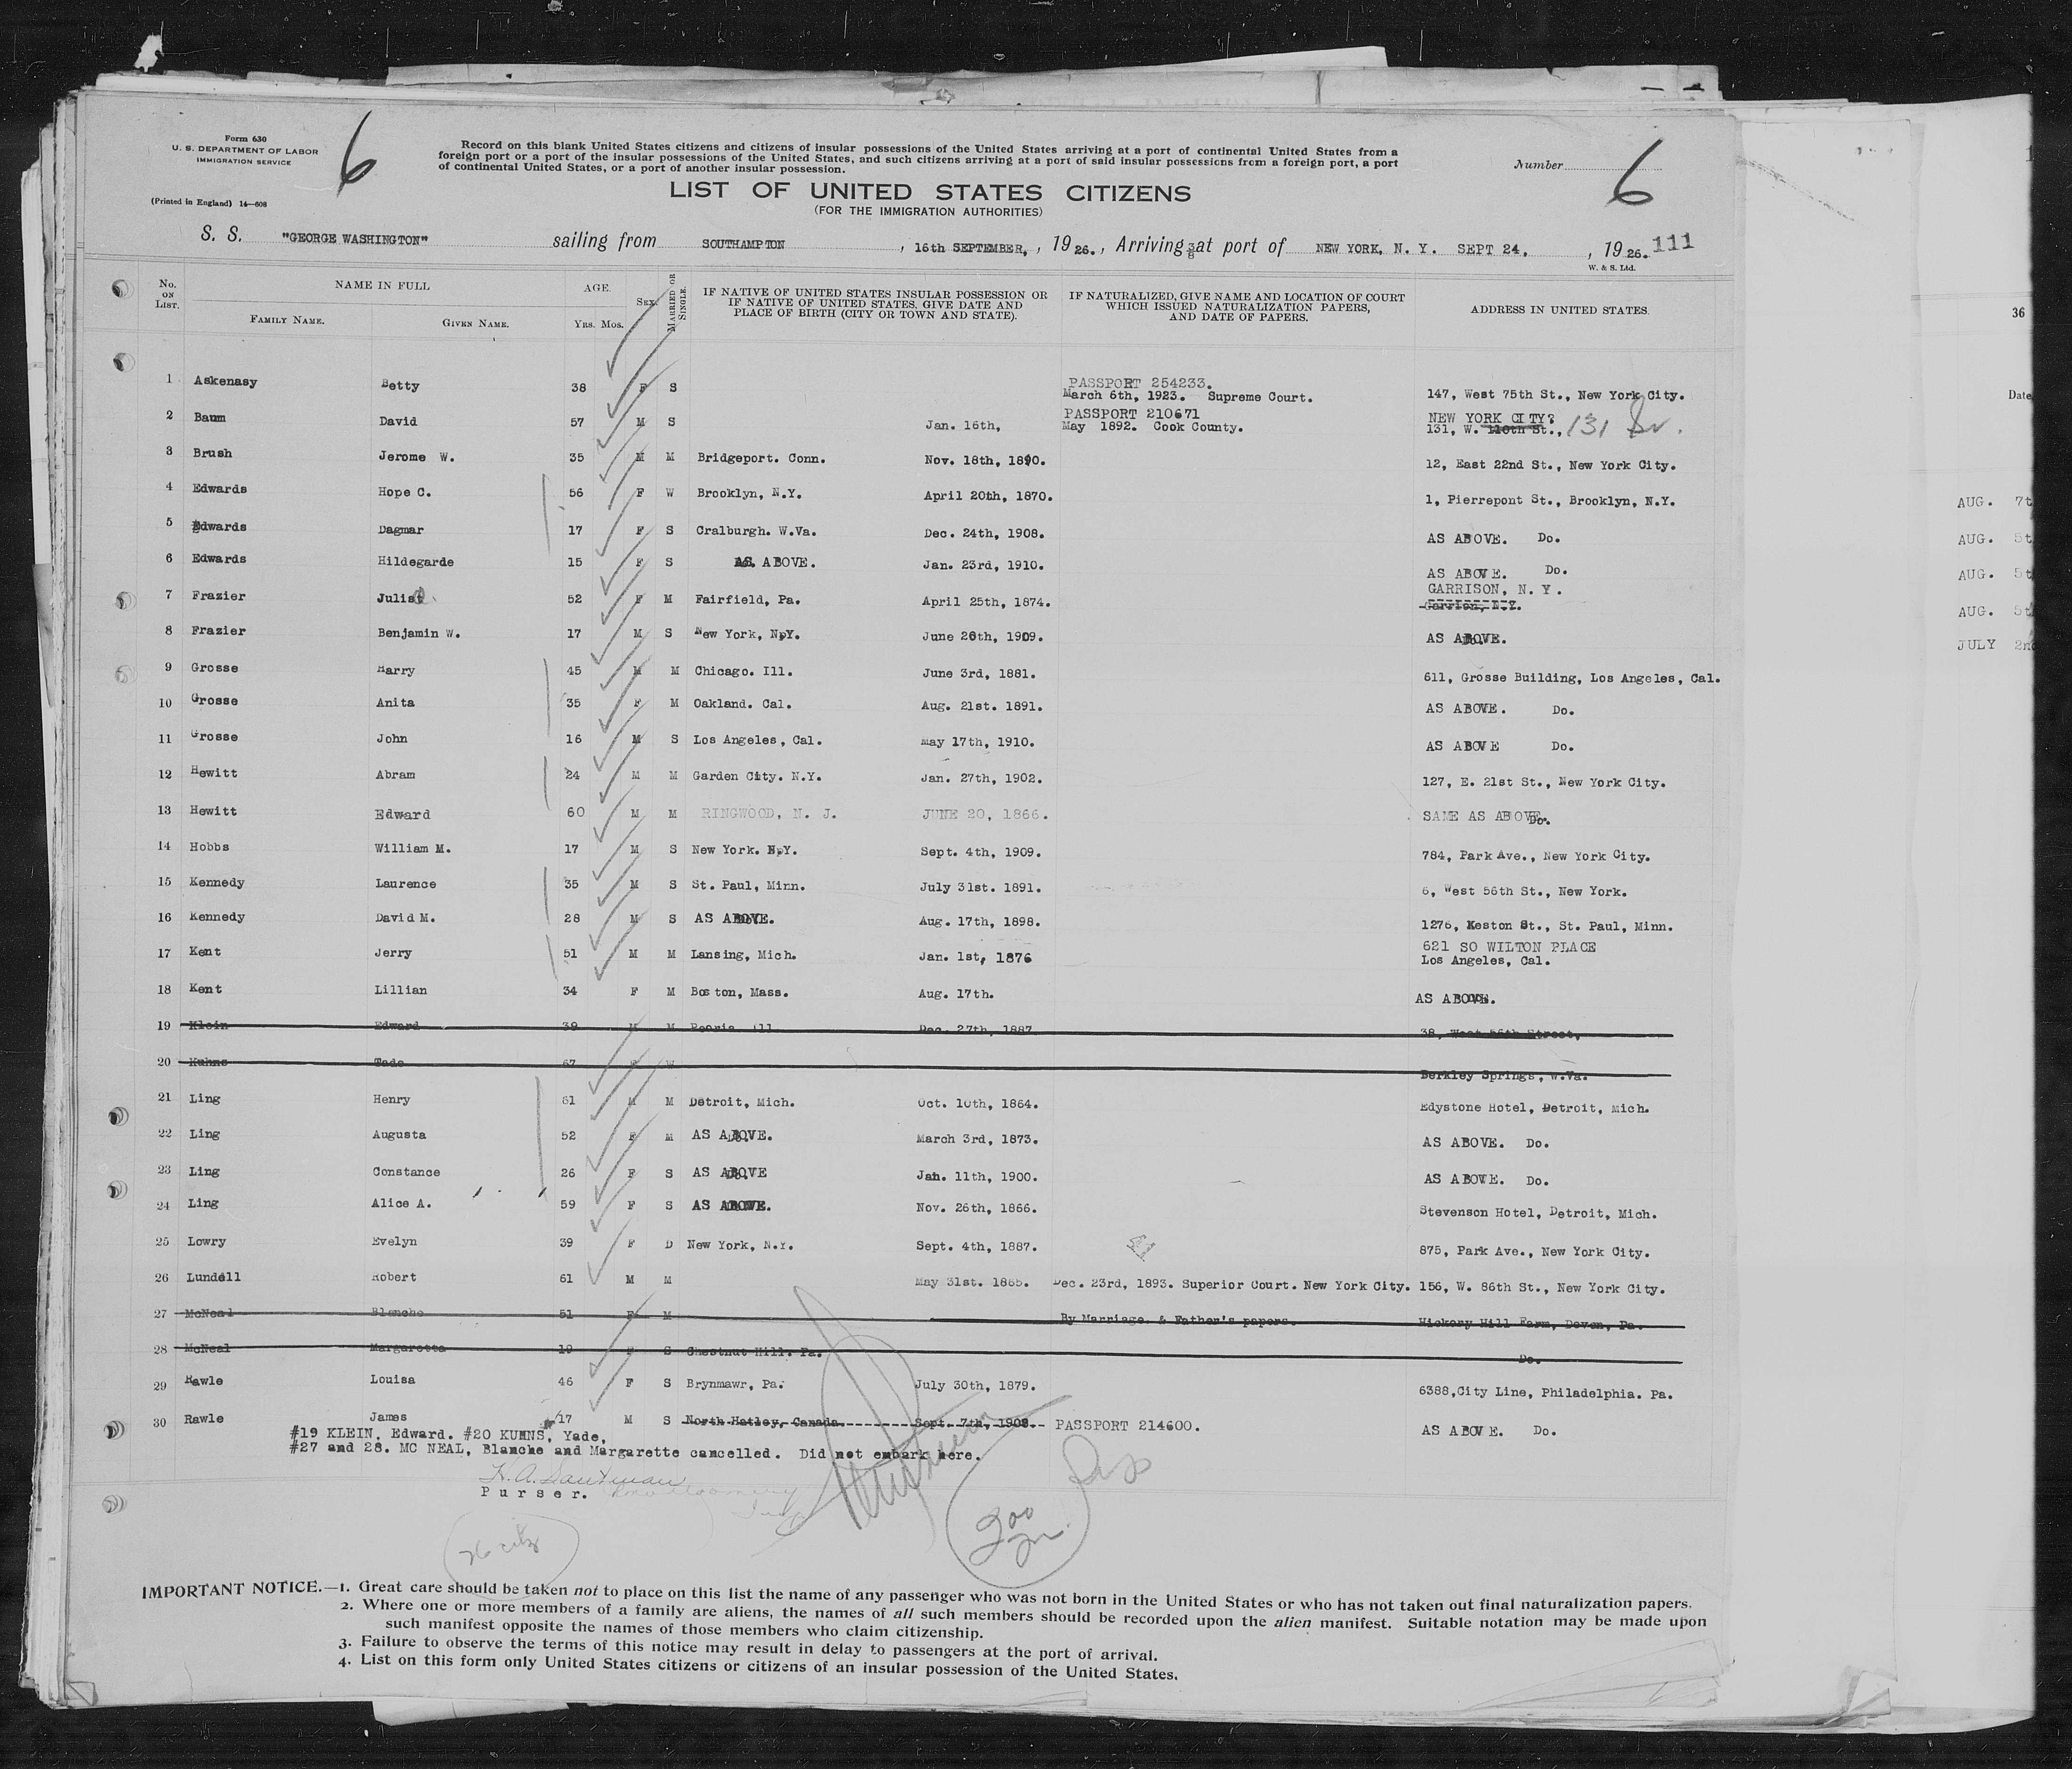 Form 630
U. S. DEPARTMENT OF LABOR
IMMIGRATION SERVICE
(Printed in England) 14—608
6
Record on this blank United States citizens and citizens of insular possessions of the United States arriving at a port of continental United States from a
foreign port or a port of the insular possessions of the United States, and such citizens arriving at a port of said insular possessions from a foreign port, a port
of continental United States, or a port of another insular possession.
Number 6
LIST OF UNITED STATES CITIZENS
(FOR THE IMMIGRATION AUTHORITIES)
S. S. "GEORGE WASHINGTON" sailing from SOUTHAMPTON, 16th SEPTEMBER, , 19 26., Arriving at port of NEW YORK, N. Y. SEPT 24. , 19 26. 111
W. & S. Ltd.
No. ON LIST. NAME IN FULL FAMILY NAME. GIVEN NAME. AGE. Yrs. Mos. SEX. MARRIED OR SINGLE. IF NATIVE OF UNITED STATES INSULAR POSSESSION OR IF NATIVE OF UNITED STATES, GIVE DATE AND PLACE OF BIRTH (CITY OR TOWN AND STATE). IF NATURALIZED, GIVE NAME AND LOCATION OF COURT WHICH ISSUED NATURALIZATION PAPERS, AND DATE OF PAPERS. ADDRESS IN UNITED STATES.
36
Date
1 Askenasy Betty 38 F S PASSPORT 254233. March 6th, 1923. Supreme Court. 147, West 75th St., New York City.
2 Baum David 57 M S Jan. 16th, PASSPORT 210671 May 1892. Cook County. NEW YORK CITY? 131, W. 110th St., 131
3 Brush Jerome W. 35 M M Bridgeport. Conn. Nov. 18th, 1890. 12, East 22nd St., New York City.
4 Edwards Hope C. 56 F W Brooklyn, N.Y. April 20th, 1870. 1, Pierrepont St., Brooklyn, N.Y.
AUG. 7t
5 Edwards Dagmar 17 F S Cralburgh. W.Va. Dec. 24th, 1908. AS ABOVE. Do.
AUG. 5t
6 Edwards Hildegarde 15 F S AS ABOVE. Jan. 23rd, 1910. AS ABOVE. Do.
AUG. 5t
7 Frazier Julia 52 F M Fairfield, Pa. April 25th, 1874. GARRISON, N. Y. Garrion, N.Y.
AUG. 5t
8 Frazier Benjamin W. 17 M S New York, N.Y. June 26th, 1909. AS ABOVE.
JULY 2nd
9 Grosse Harry 45 M M Chicago. Ill. June 3rd, 1881. 611, Grosse Building, Los Angeles, Cal.
10 Grosse Anita 35 F M Oakland. Cal. Aug. 21st. 1891. AS ABOVE. Do.
11 Grosse John 16 M S Los Angeles, Cal. May 17th, 1910. AS ABOVE Do.
12 Hewitt Abram 24 M M Garden City. N.Y. Jan. 27th, 1902. 127, E. 21st St., New York City.
13 Hewitt Edward 60 M M RINGWOOD, N. J. JUNE 20, 1866. SAME AS ABOVE. Do.
14 Hobbs William M. 17 M S New York. N.Y. Sept. 4th, 1909. 784, Park Ave., New York City.
15 Kennedy Laurence 35 M S St. Paul, Minn. July 31st. 1891. 6, West 56th St., New York.
16 Kennedy David M. 28 M S AS ABOVE. Aug. 17th, 1898. 1276, Keston St., St. Paul, Minn.
17 Kent Jerry 51 M M Lansing, Mich. Jan. 1st, 1876 621 SO WILTON PLACE Los Angeles, Cal.
18 Kent Lillian 34 F M Boston, Mass. Aug. 17th. AS ABOVE.
19 Klein Edward 39 M M Peoria Ill Dec. 27th, 1887. 38, West 56th Street,
20 Kuhns Tade 67 F W Berkley Springs, W.Va.
21 Ling Henry 61 M M Detroit, Mich. Oct. 10th, 1864. Edystone Hotel, Detroit, Mich.
22 Ling Augusta 52 F M AS ABOVE. March 3rd, 1873. AS ABOVE. Do.
23 Ling Constance 26 F S AS ABOVE Jan. 11th, 1900. AS ABOVE. Do.
24 Ling Alice A. 59 F S AS ABOVE. Nov. 26th, 1866. Stevenson Hotel, Detroit, Mich.
25 Lowry Evelyn 39 F D New York, N.Y. Sept. 4th, 1887. 875, Park Ave., New York City.
26 Lundell Robert 61 M M May 31st. 1865. Dec. 23rd, 1893. Superior Court. New York City. 156, W. 86th St., New York City.
27 McNeal Blanche 51 F M By Marriage. & Father's papers. Hickory Hill Farm, Devon, Pa.
28 McNeal Margaretta 19 F S Chestnut Hill. Pa. Do.
29 Rawle Louisa 46 F S Brynmawr, Pa. July 30th, 1879. 6388, City Line, Philadelphia. Pa.
30 Rawle James 17 M S North Hatley, Canada. Sept. 7th, 1908. PASSPORT 214600. AS ABOVE. Do.
#19 KLEIN, Edward. #20 KUHNS, Yade,
#27 and 28. MC NEAL, Blanche and Margarette cancelled. Did not embark here.
Purser.
26 citz
IMPORTANT NOTICE.—1. Great care should be taken not to place on this list the name of any passenger who was not born in the United States or who has not taken out final naturalization papers.
2. Where one or more members of a family are aliens, the names of all such members should be recorded upon the alien manifest. Suitable notation may be made upon
such manifest opposite the names of those who claim citizenship.
3. Failure to observe the terms of this notice may result in delay to passengers at the port of arrival.
4. List on this form only United States citizens or citizens of an insular possession of the United States.